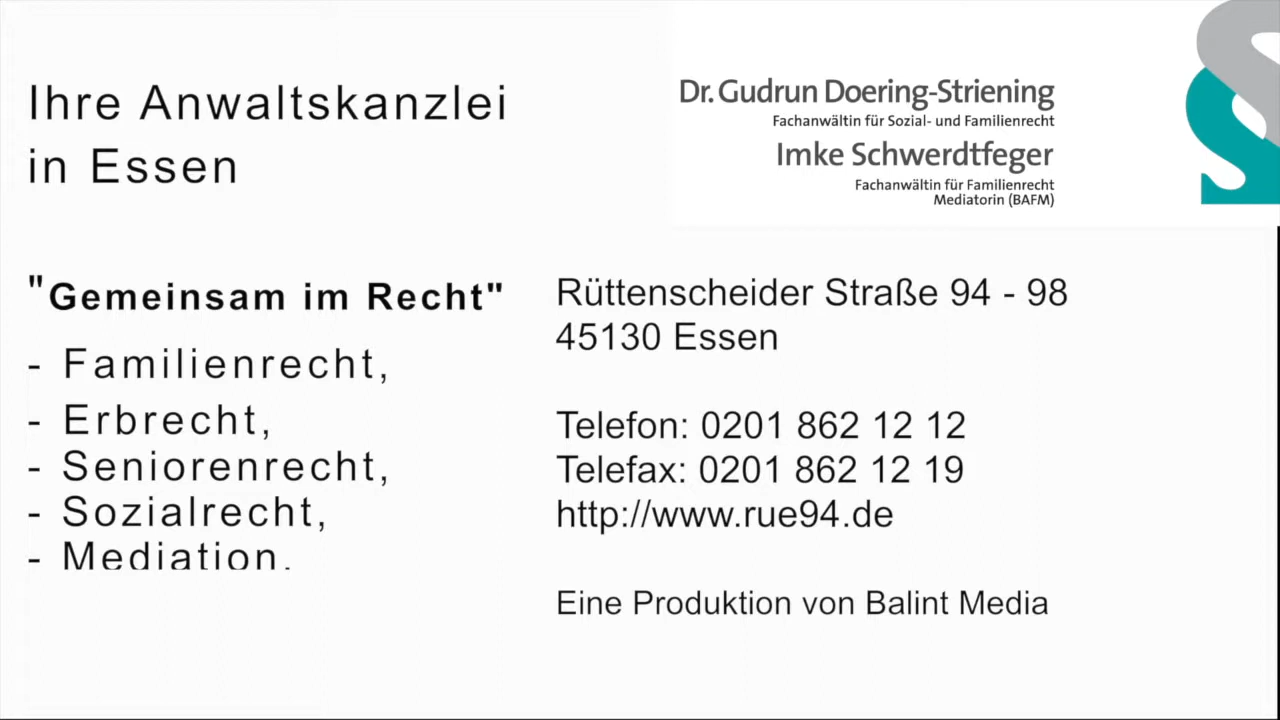 Ihre Anwaltskanzlei
in Essen
Dr. Gudrun Doering-Striening
Fachanwältin für Sozial- und Familienrecht
Imke Schwerdtfeger
Fachanwältin für Familienrecht
Mediatorin (BAFM)
"Gemeinsam im Recht"
- Familienrecht,
- Erbrecht,
- Seniorenrecht,
- Sozialrecht,
- Mediation.
Rüttenscheider Straße 94 - 98
45130 Essen
Telefon: 0201 862 12 12
Telefax: 0201 862 12 19
http://www.rue94.de
Eine Produktion von Balint Media